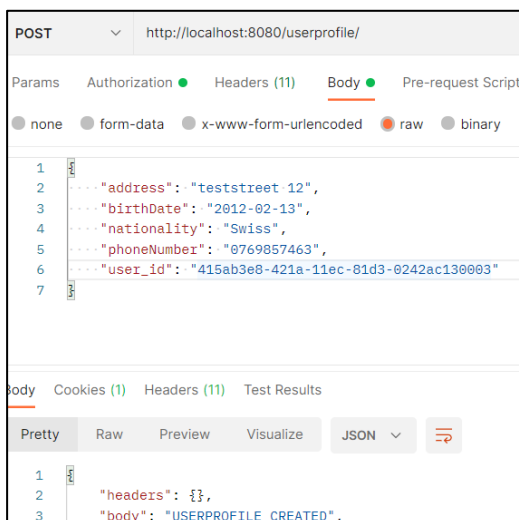 POST http://localhost:8080/userprofile/
Params Authorization Headers (11) Body Pre-request Script
none form-data x-www-form-urlencoded raw binary
1 {
2 "address": "teststreet 12",
3 "birthDate": "2012-02-13",
4 "nationality": "Swiss",
5 "phoneNumber": "0769857463",
6 "user_id": "415ab3e8-421a-11ec-81d3-0242ac130003"
7 }
Body Cookies (1) Headers (11) Test Results
Pretty Raw Preview Visualize JSON
1 {
2 "headers": {},
3 "body": "USERPROFILE CREATED",